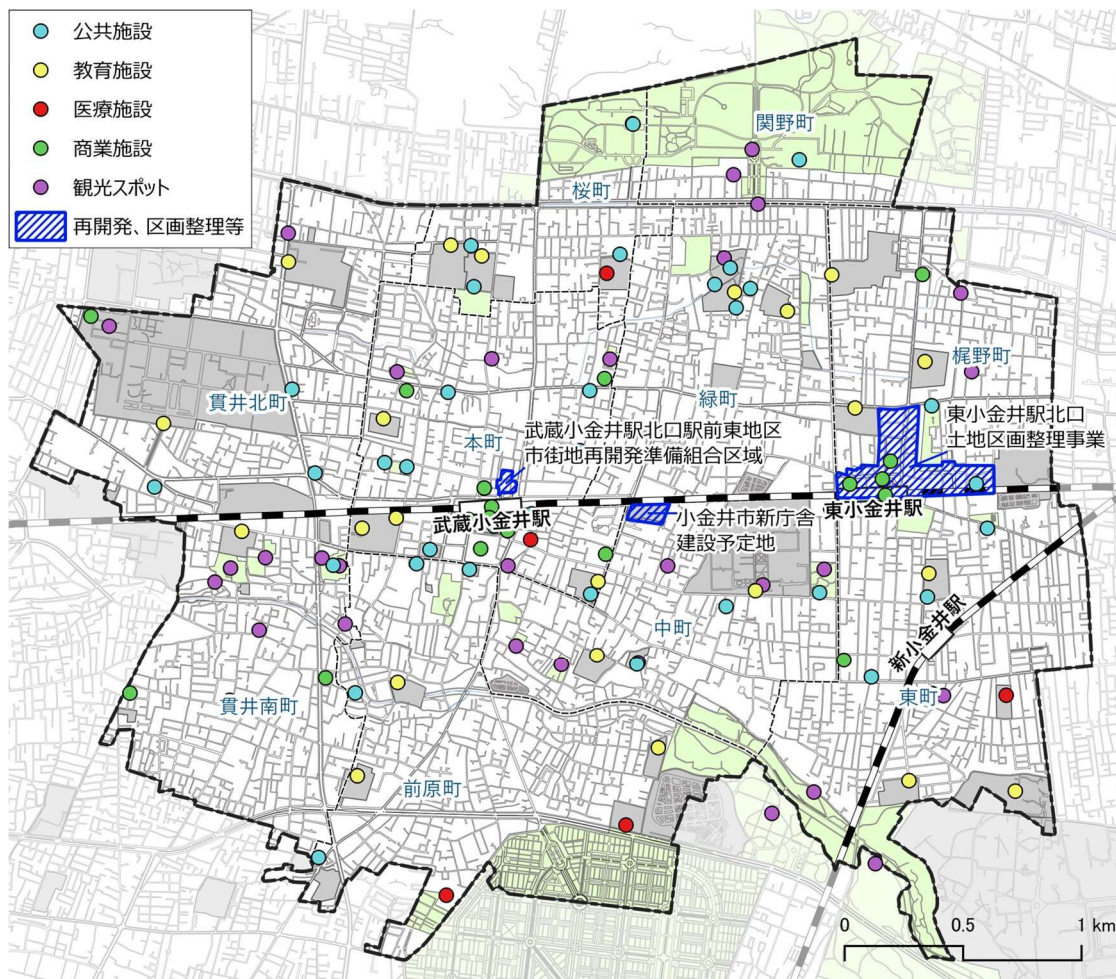 公共施設
教育施設
医療施設
商業施設
観光スポット
再開発、区画整理等
関野町
桜町
梶野町
貫井北町
緑町
本町
武蔵小金井駅北口駅前東地区
市街地再開発準備組合区域
東小金井駅北口
土地区画整理事業
武蔵小金井駅
小金井市新庁舎
建設予定地
東小金井駅
中町
新小金井駅
貫井南町
東町
前原町
0 0.5 1 km